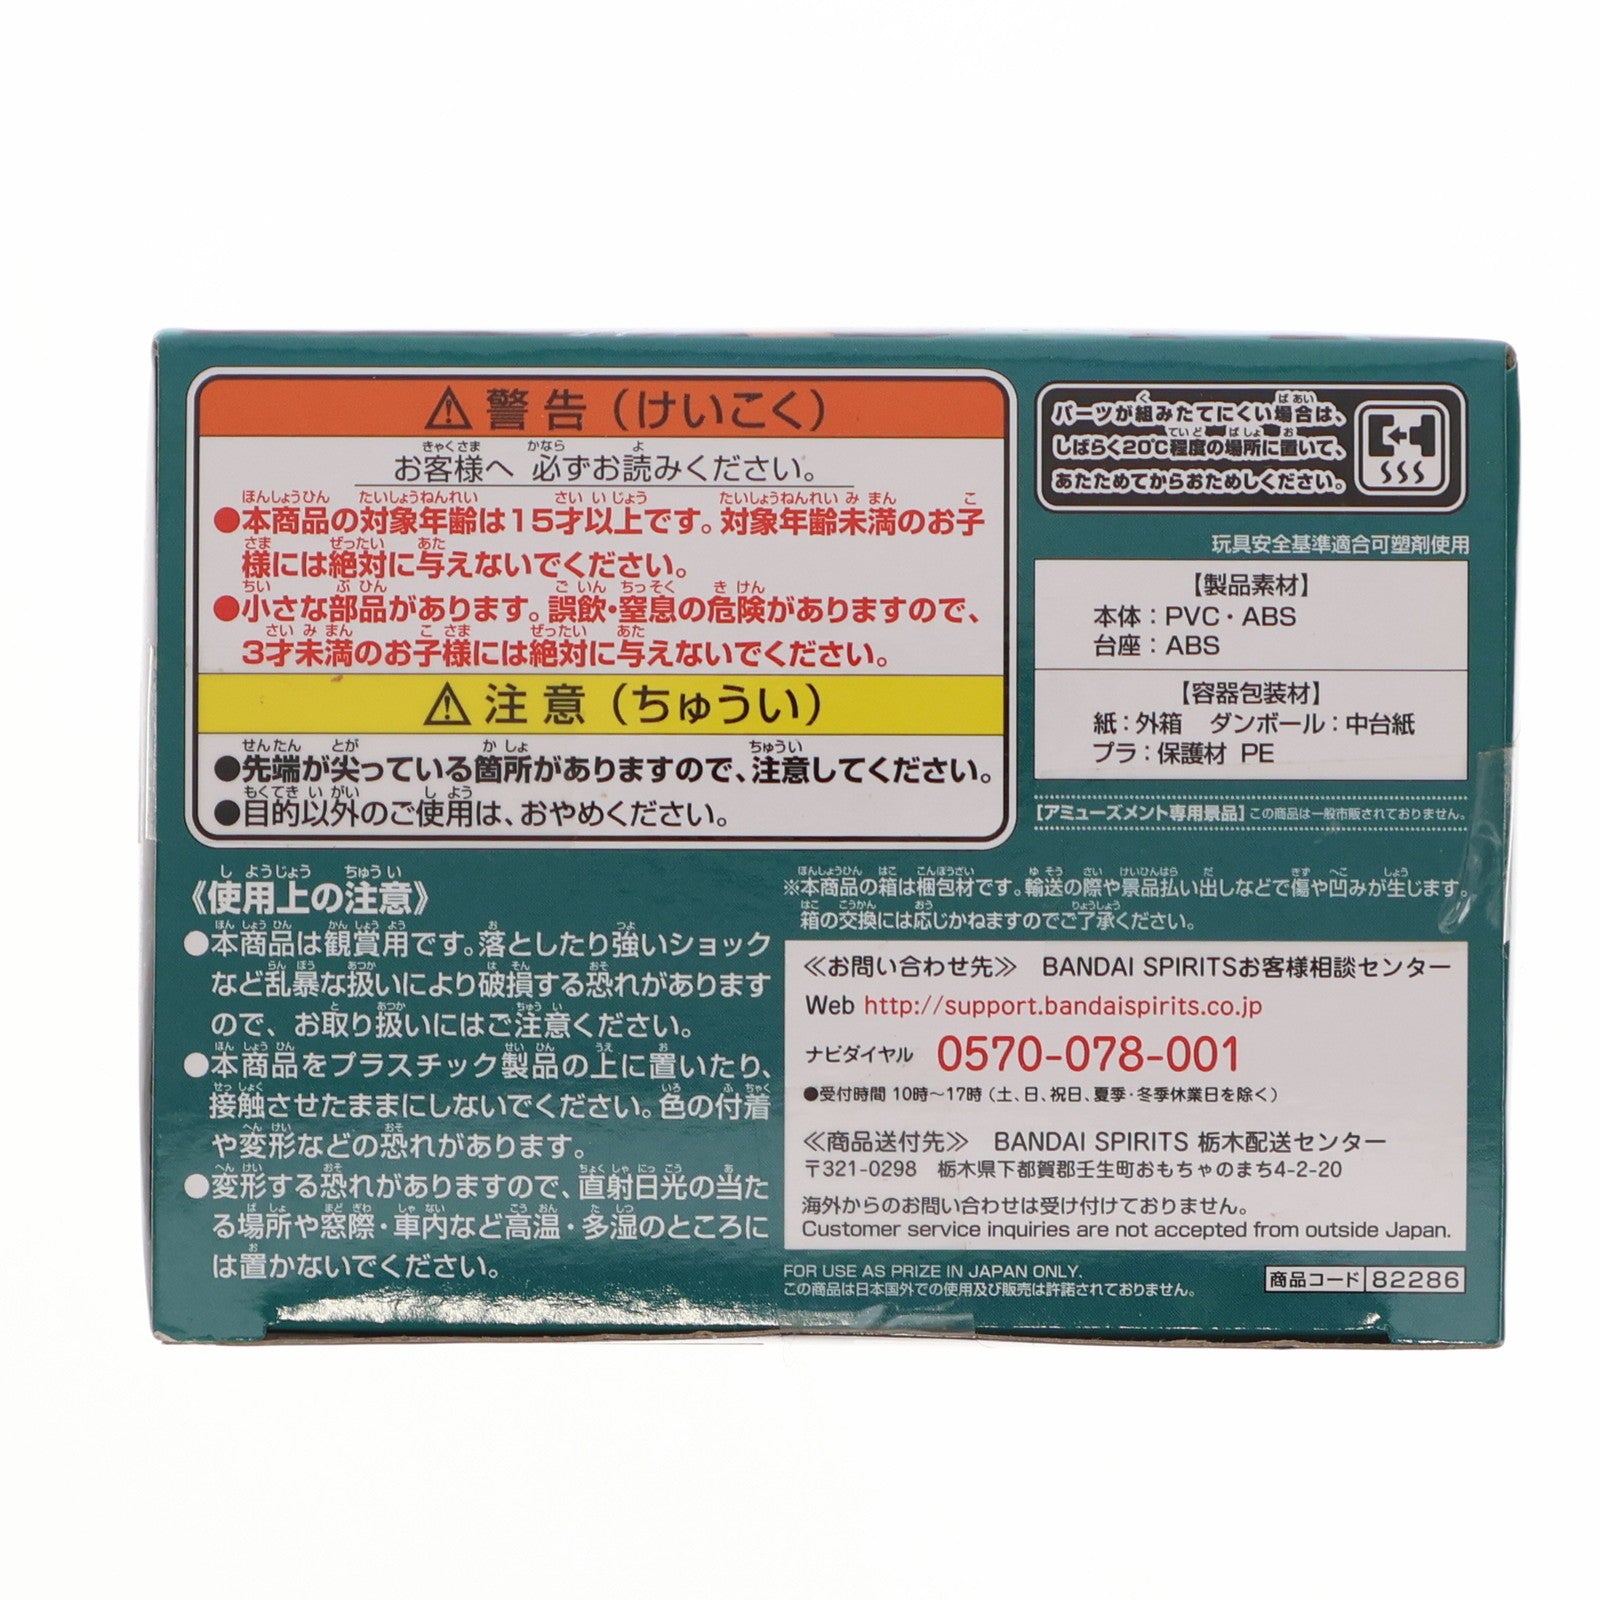 ⚠警告（けいこく）
お客様へ 必ずお読みください。
●本商品の対象年齢は15才以上です。対象年齢未満のお子
様には絶対に与えないでください。
●小さな部品があります。誤飲・窒息の危険がありますので、
3才未満のお子様には絶対に与えないでください。
⚠注意（ちゅうい）
●先端が尖っている箇所がありますので、注意してください。
●目的以外のご使用は、おやめください。
パーツが組みたてにくい場合は、
しばらく20℃程度の場所に置いて、
あたためてからおためしください。
玩具安全基準適合可塑剤使用
【製品素材】
本体：PVC・ABS
台座：ABS
【容器包装材】
紙：外箱 ダンボール：中台紙
プラ：保護材 PE
【アミューズメント専用景品】この商品は一般市販されておりません。
《使用上の注意》
●本商品は観賞用です。落としたり強いショック
など乱暴な扱いにより破損する恐れがあります
ので、お取り扱いにはご注意ください。
●本商品をプラスチック製品の上に置いたり、
接触させたままにしないでください。色の付着
や変形などの恐れがあります。
●変形する恐れがありますので、直射日光の当た
る場所や窓際・車内など高温・多湿のところに
は置かないでください。
※本商品の箱は梱包材です。輸送の際や景品払い出しなどで傷や凹みが生じます。
箱の交換には応じかねますのでご了承ください。
≪お問い合わせ先≫ BANDAI SPIRITSお客様相談センター
Web http://support.bandaispirits.co.jp
ナビダイヤル 0570-078-001
●受付時間 10時～17時（土、日、祝日、夏季・冬季休業日を除く）
≪商品送付先≫ BANDAI SPIRITS 栃木配送センター
〒321-0298 栃木県下都賀郡壬生町おもちゃのまち4-2-20
海外からのお問い合わせは受け付けておりません。
Customer service inquiries are not accepted from outside Japan.
FOR USE AS PRIZE IN JAPAN ONLY.
この商品は日本国外での使用及び販売は許諾されておりません。
商品コード 82286